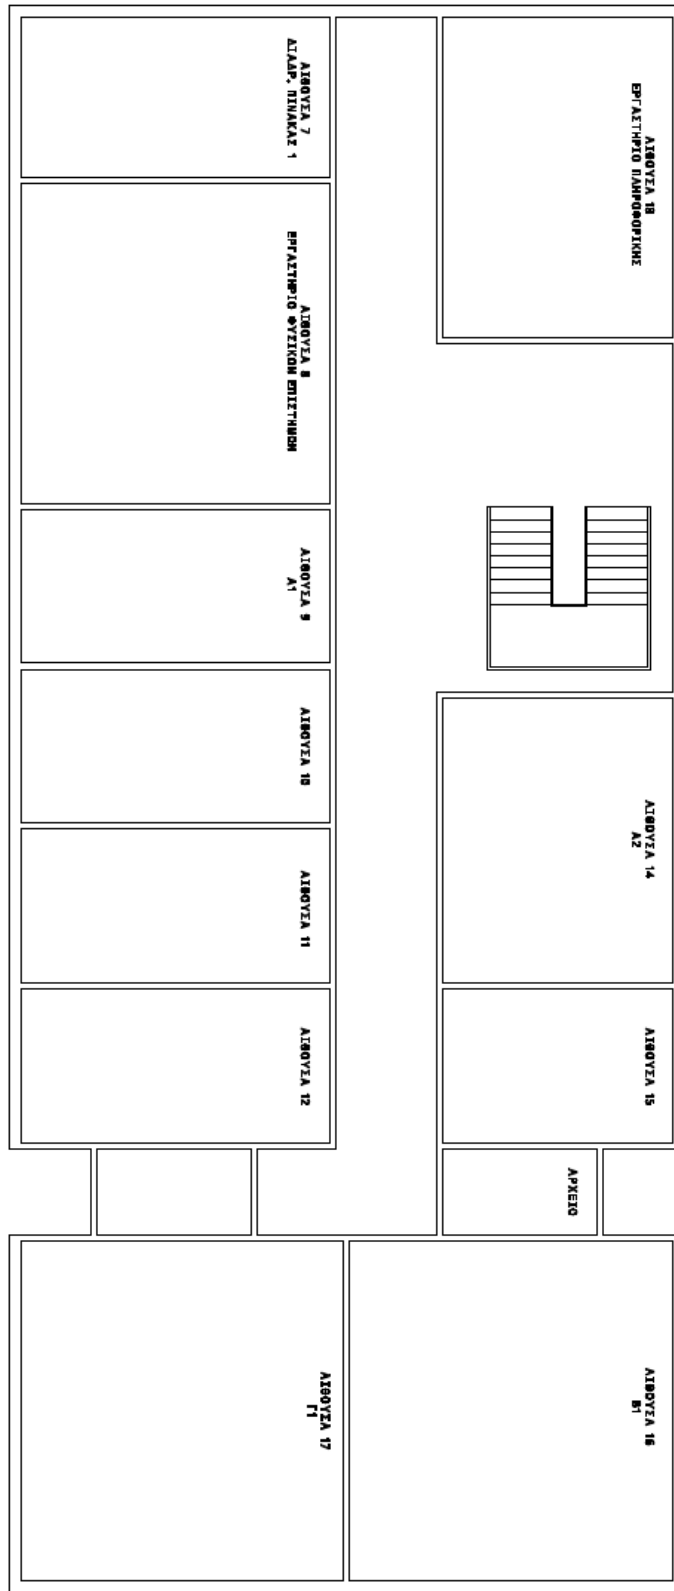 ΑΙΘΟΥΣΑ 7
ΔΙΑΔΡ. ΠΙΝΑΚΑΣ 1
ΑΙΘΟΥΣΑ 18
ΕΡΓΑΣΤΗΡΙΟ ΠΛΗΡΟΦΟΡΙΚΗΣ
ΑΙΘΟΥΣΑ 8
ΕΡΓΑΣΤΗΡΙΟ ΦΥΣΙΚΩΝ ΕΠΙΣΤΗΜΩΝ
ΑΙΘΟΥΣΑ 9
Α1
ΑΙΘΟΥΣΑ 10
ΑΙΘΟΥΣΑ 14
Α2
ΑΙΘΟΥΣΑ 11
ΑΙΘΟΥΣΑ 12
ΑΙΘΟΥΣΑ 15
ΑΡΧΕΙΟ
ΑΙΘΟΥΣΑ 17
Γ1
ΑΙΘΟΥΣΑ 16
Β1